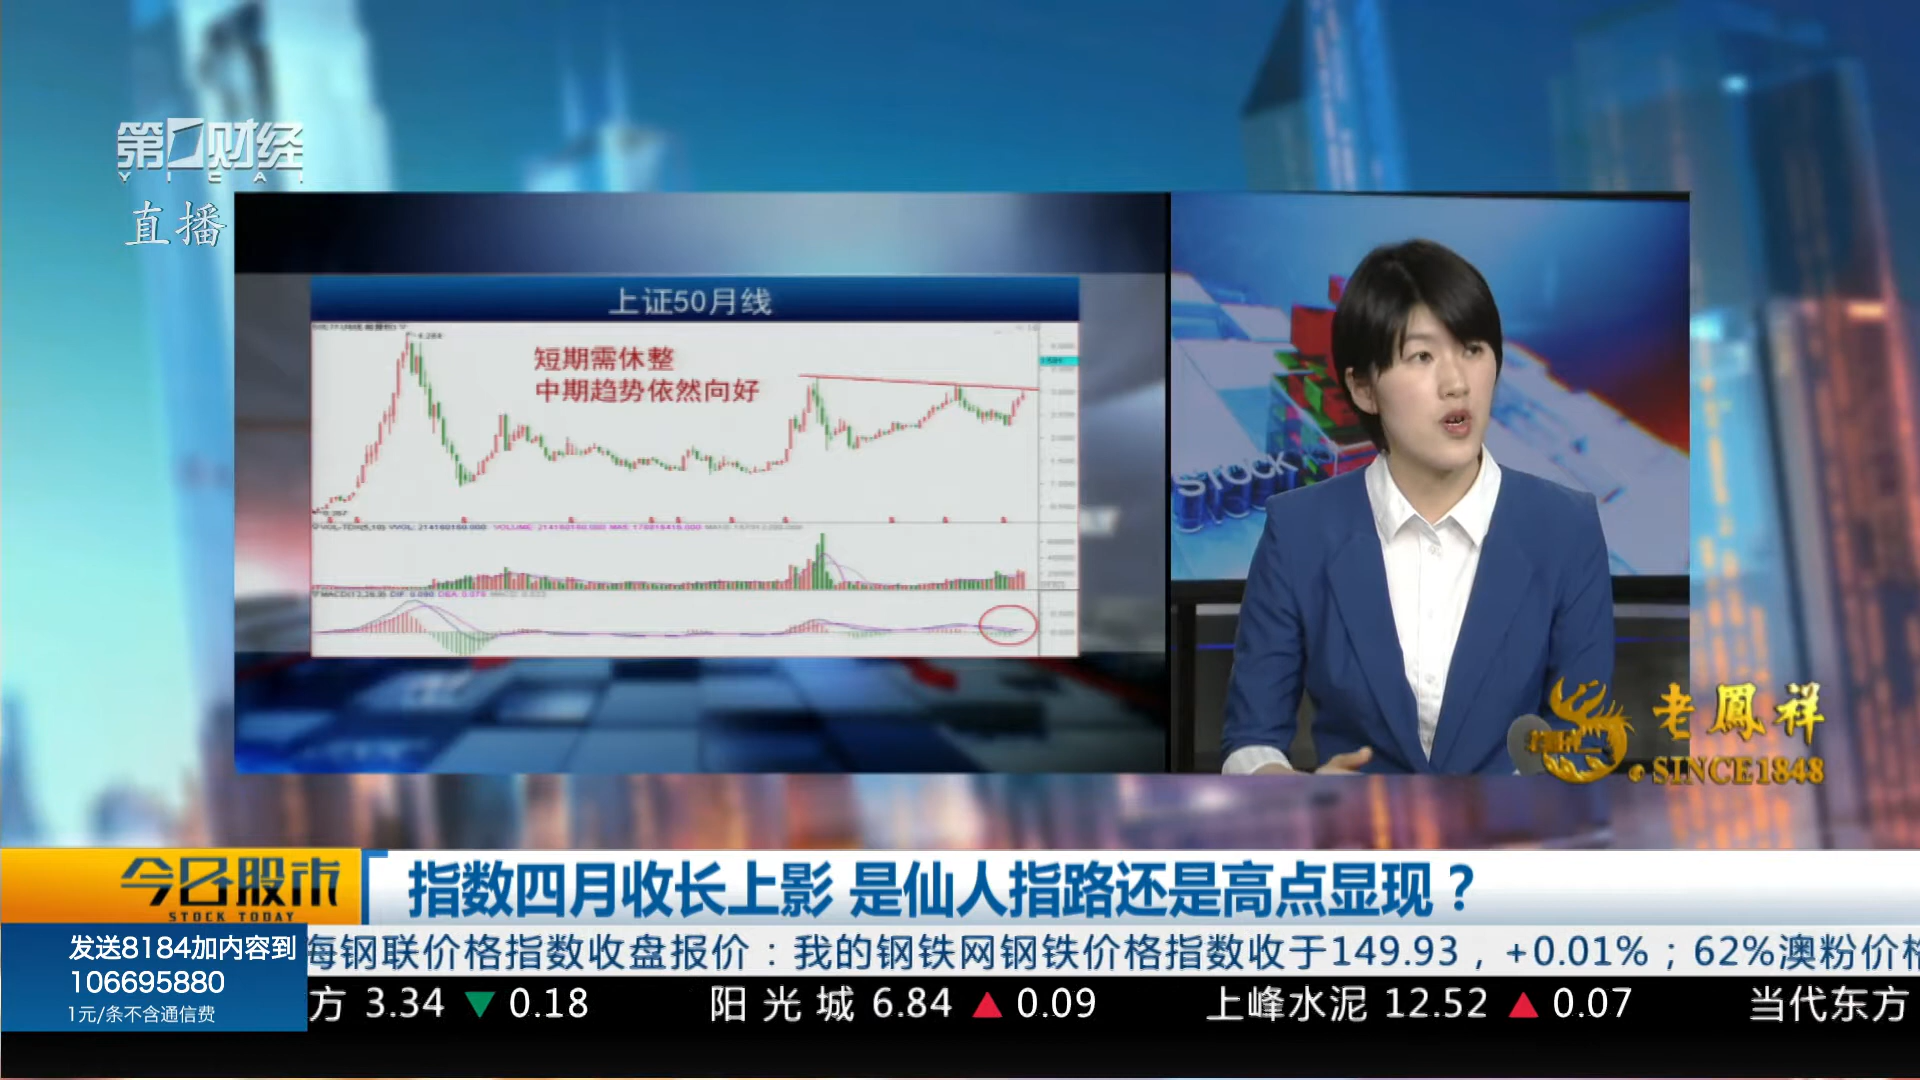 第一财经
YICAI
直播
上证50月线
短期需休整
中期趋势依然向好
STOCK
老鳳祥
SINCE1848
今日股市
STOCK TODAY
指数四月收长上影 是仙人指路还是高点显现？
发送8184加内容到
106695880
1元/条不含通信费
海钢联价格指数收盘报价：我的钢铁网钢铁价格指数收于149.93，+0.01%；62%澳粉价格
方 3.34 ▼ 0.18 阳光城 6.84 ▲ 0.09 上峰水泥 12.52 ▲ 0.07 当代东方